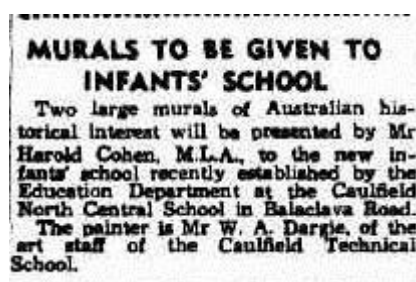 MURALS TO BE GIVEN TO
INFANTS' SCHOOL
Two large murals of Australian his-
torical interest will be presented by Mr
Harold Cohen, M.L.A., to the new in-
fants' school recently established by the
Education Department at the Caulfield
North Central School in Balaclava Road.
The painter is Mr W. A. Dargie, of the
art staff of the Caulfield Technical
School.